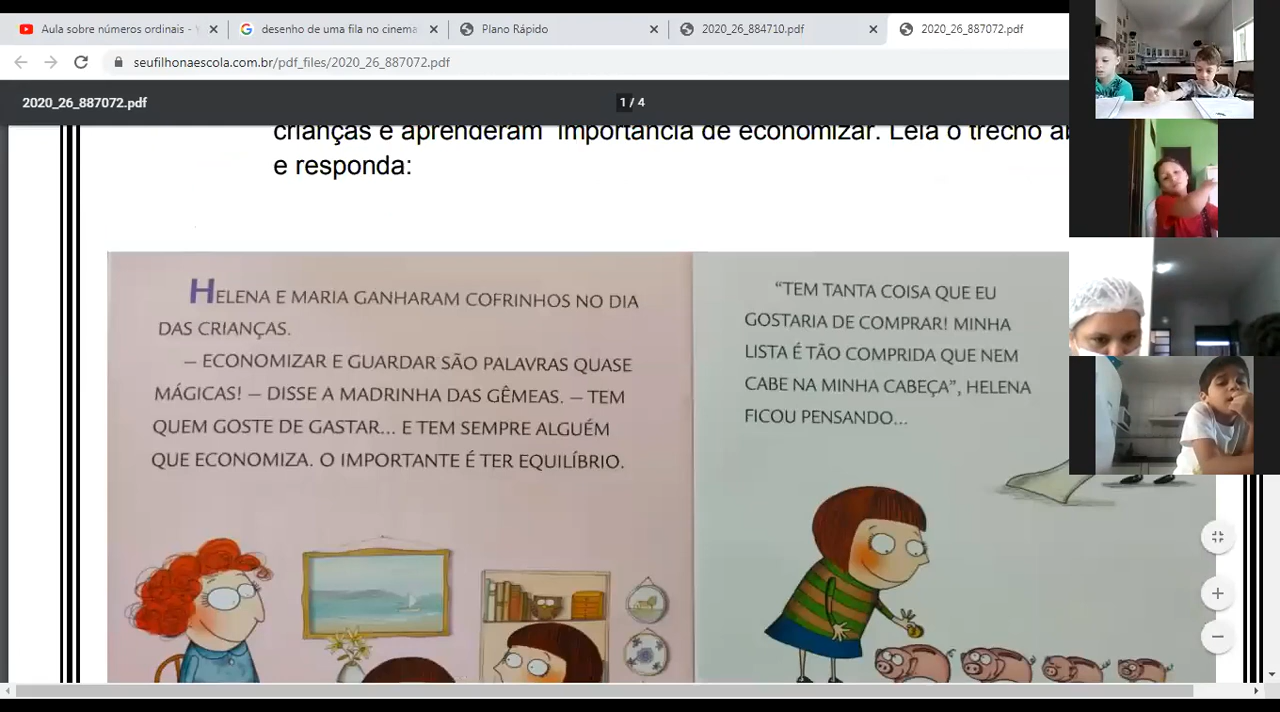 Aula sobre números ordinais - Y
desenho de uma fila no cinema
Plano Rápido
2020_26_884710.pdf
2020_26_887072.pdf
seufilhonaescola.com.br/pdf_files/2020_26_887072.pdf
2020_26_887072.pdf
1 / 4
crianças e aprenderam importância de economizar. Leia o trecho
e responda:
HELENA E MARIA GANHARAM COFRINHOS NO DIA
DAS CRIANÇAS.
– ECONOMIZAR E GUARDAR SÃO PALAVRAS QUASE
MÁGICAS! – DISSE A MADRINHA DAS GÊMEAS. – TEM
QUEM GOSTE DE GASTAR... E TEM SEMPRE ALGUÉM
QUE ECONOMIZA. O IMPORTANTE É TER EQUILÍBRIO.
“TEM TANTA COISA QUE EU
GOSTARIA DE COMPRAR! MINHA
LISTA É TÃO COMPRIDA QUE NEM
CABE NA MINHA CABEÇA”, HELENA
FICOU PENSANDO...